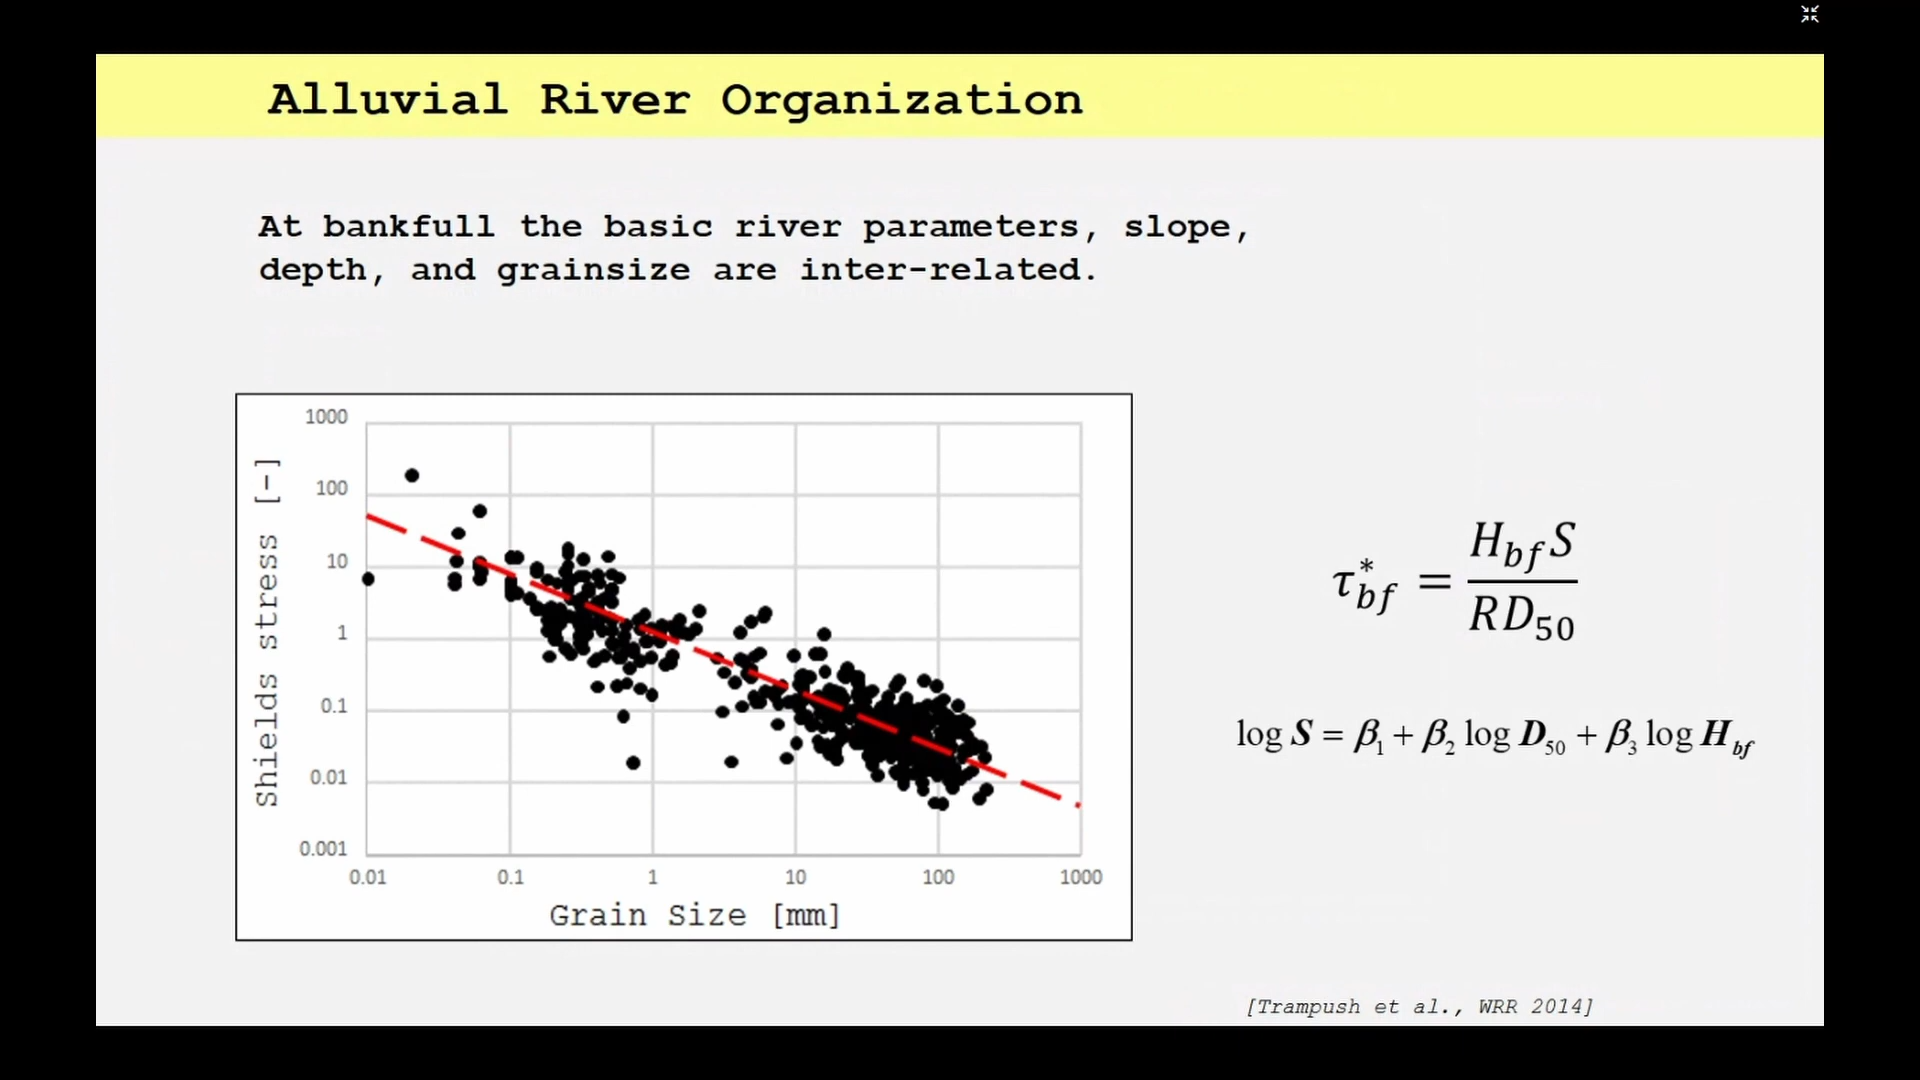 Alluvial River Organization
At bankfull the basic river parameters, slope,
depth, and grainsize are inter-related.
1000
100
10
1
0.1
0.01
0.001
Shields stress [-]
0.01 0.1 1 10 100 1000
Grain Size [mm]
τ*bf = HbfS / RD50
log S = β1 + β2 log D50 + β3 log Hbf
[Trampush et al., WRR 2014]